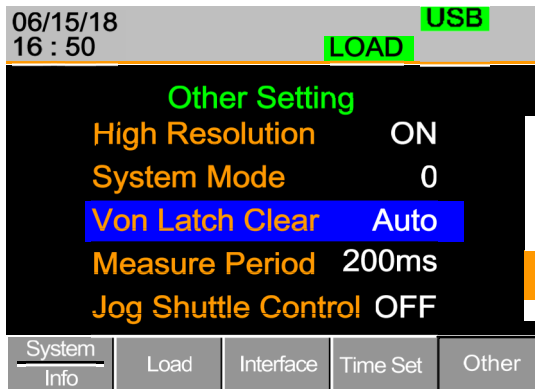 06/15/18 USB
16 : 50 LOAD
Other Setting
High Resolution ON
System Mode 0
Von Latch Clear Auto
Measure Period 200ms
Jog Shuttle Control OFF
System Info Load Interface Time Set Other